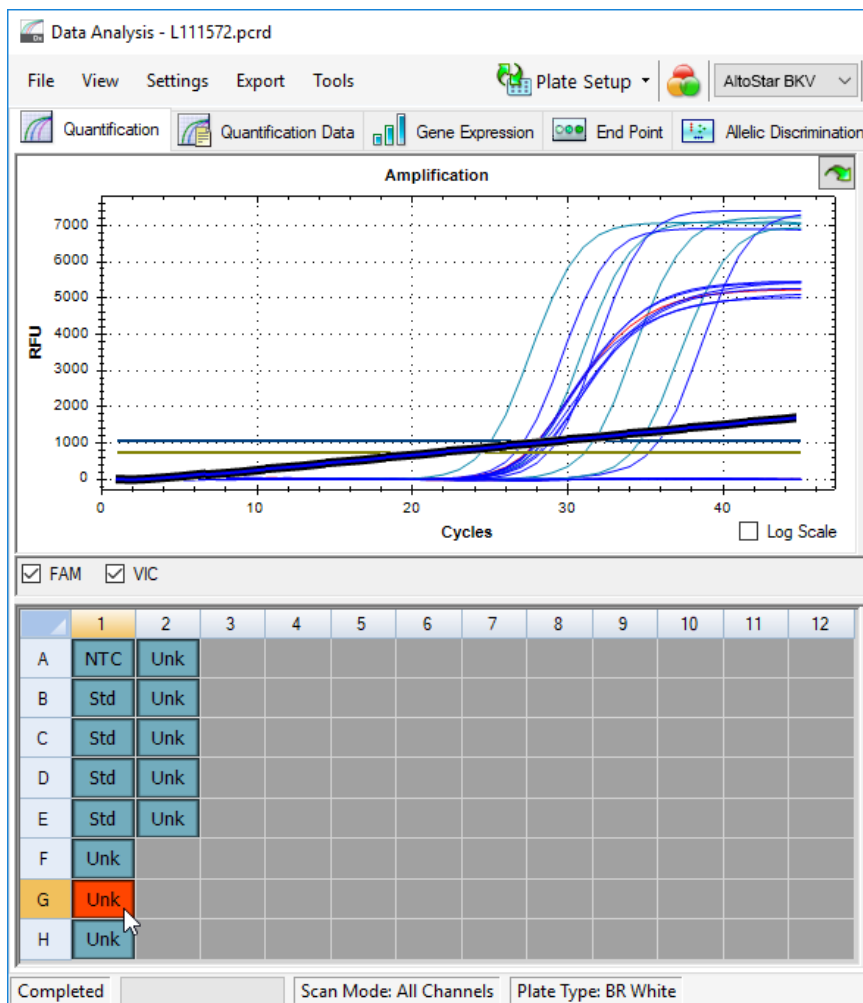 Data Analysis - L111572.pcrd
File View Settings Export Tools Plate Setup AltoStar BKV
Quantification Quantification Data Gene Expression End Point Allelic Discrimination
Amplification
7000
6000
5000
4000
3000
2000
1000
0
RFU
0 10 20 30 40
Cycles
Log Scale
FAM VIC
1 2 3 4 5 6 7 8 9 10 11 12
A NTC Unk
B Std Unk
C Std Unk
D Std Unk
E Std Unk
F Unk
G Unk
H Unk
Completed Scan Mode: All Channels Plate Type: BR White